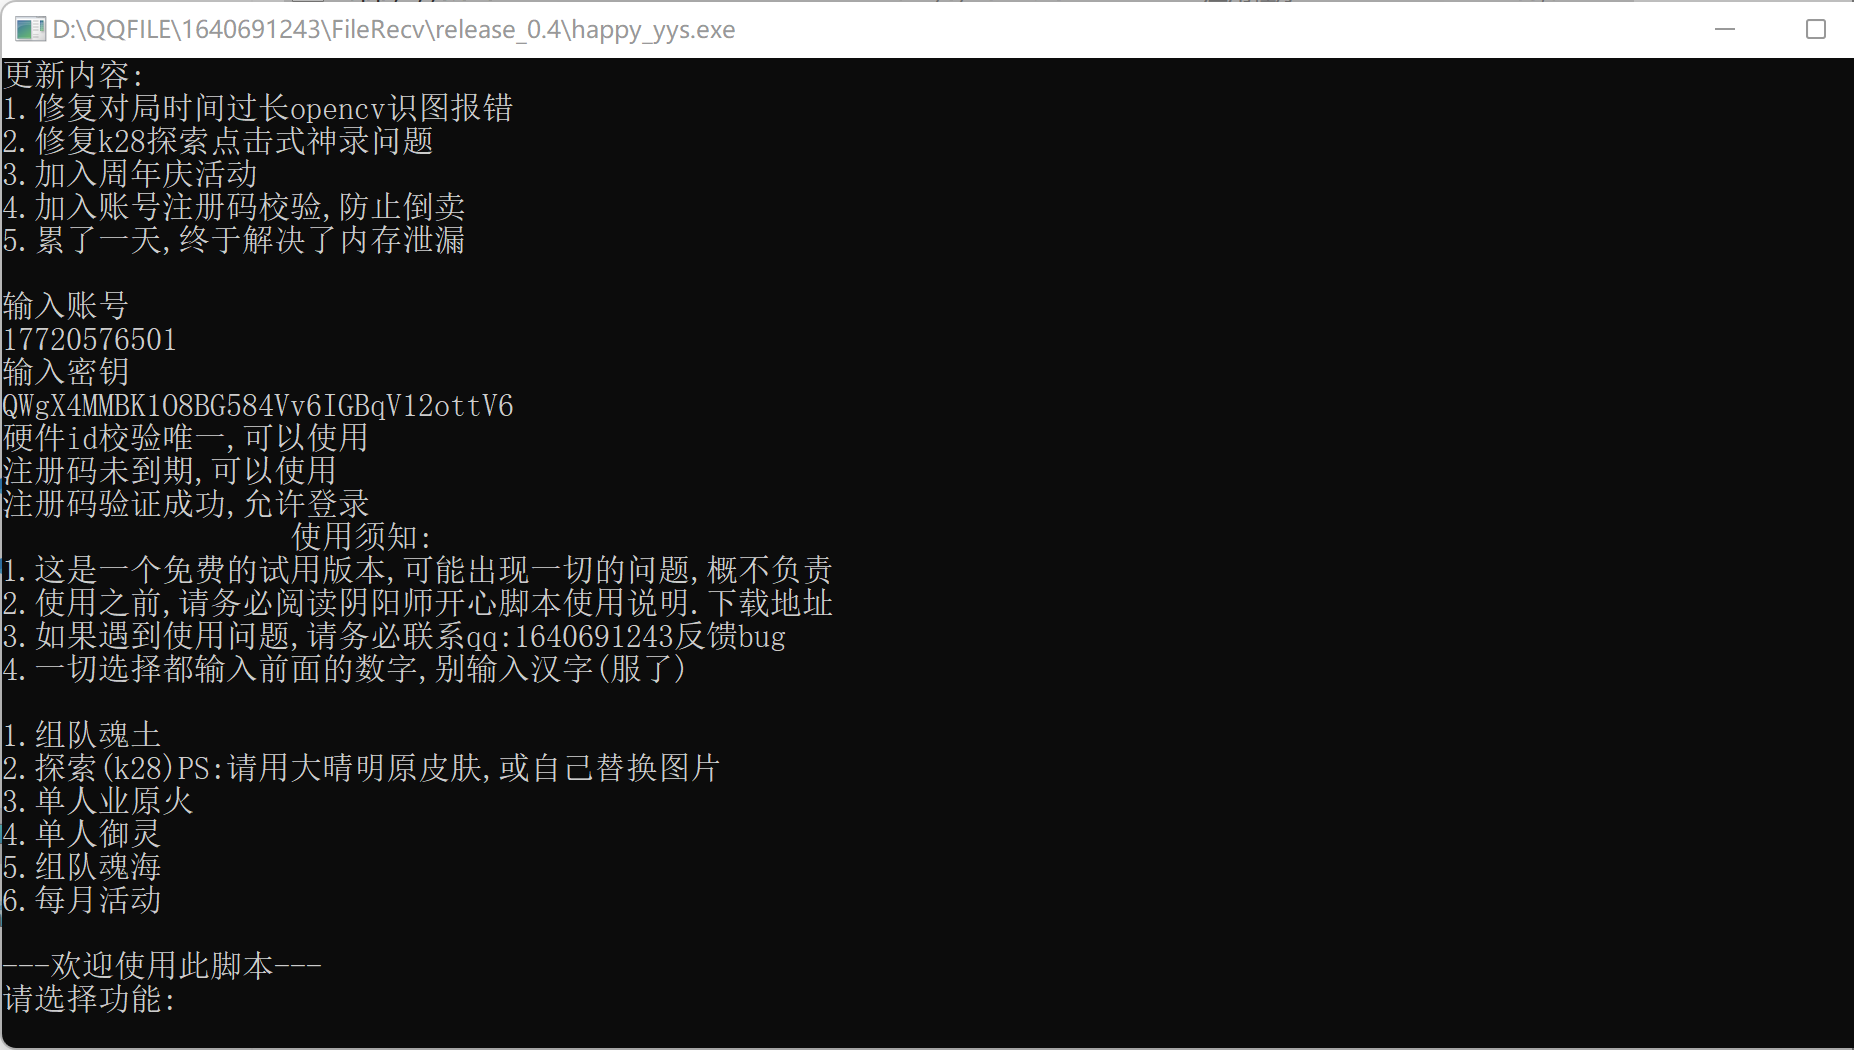 D:\QQFILE\1640691243\FileRecv\release_0.4\happy_yys.exe
更新内容:
1.修复对局时间过长opencv识图报错
2.修复k28探索点击式神录问题
3.加入周年庆活动
4.加入账号注册码校验,防止倒卖
5.累了一天,终于解决了内存泄漏
输入账号
17720576501
输入密钥
QWgX4MMBK1O8BG584Vv6IGBqV12ottV6
硬件id校验唯一,可以使用
注册码未到期,可以使用
注册码验证成功,允许登录
使用须知:
1.这是一个免费的试用版本,可能出现一切的问题,概不负责
2.使用之前,请务必阅读阴阳师开心脚本使用说明.下载地址
3.如果遇到使用问题,请务必联系qq:1640691243反馈bug
4.一切选择都输入前面的数字,别输入汉字(服了)
1.组队魂土
2.探索(k28)PS:请用大晴明原皮肤,或自己替换图片
3.单人业原火
4.单人御灵
5.组队魂海
6.每月活动
---欢迎使用此脚本---
请选择功能: